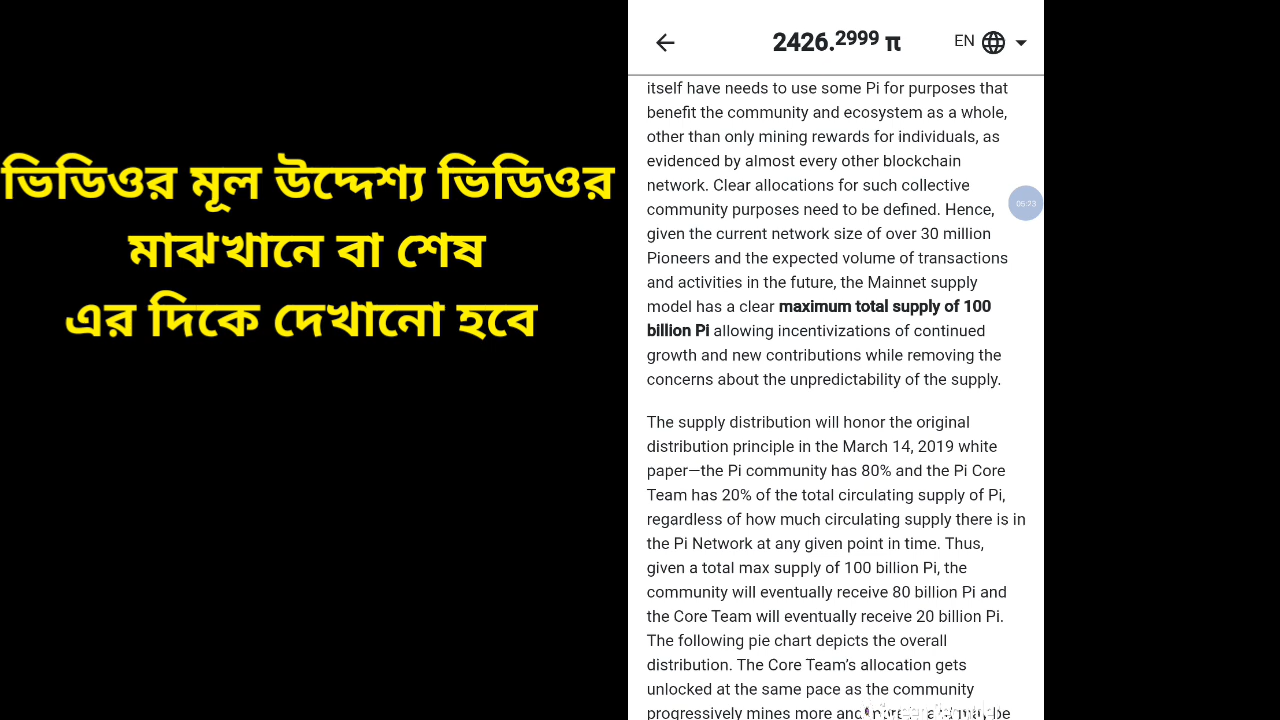 ভিডিওর মূল উদ্দেশ্য ভিডিওর
মাঝখানে বা শেষ
এর দিকে দেখানো হবে
2426.2999 π
EN
itself have needs to use some Pi for purposes that
benefit the community and ecosystem as a whole,
other than only mining rewards for individuals, as
evidenced by almost every other blockchain
network. Clear allocations for such collective
community purposes need to be defined. Hence,
given the current network size of over 30 million
Pioneers and the expected volume of transactions
and activities in the future, the Mainnet supply
model has a clear maximum total supply of 100
billion Pi allowing incentivizations of continued
growth and new contributions while removing the
concerns about the unpredictability of the supply.
The supply distribution will honor the original
distribution principle in the March 14, 2019 white
paper—the Pi community has 80% and the Pi Core
Team has 20% of the total circulating supply of Pi,
regardless of how much circulating supply there is in
the Pi Network at any given point in time. Thus,
given a total max supply of 100 billion Pi, the
community will eventually receive 80 billion Pi and
the Core Team will eventually receive 20 billion Pi.
The following pie chart depicts the overall
distribution. The Core Team’s allocation gets
unlocked at the same pace as the community
progressively mines more and be